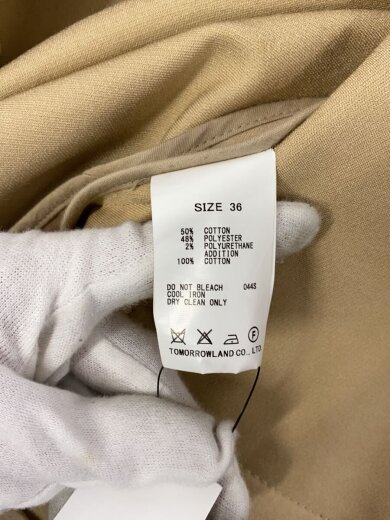 SIZE 36
50% COTTON
48% POLYESTER
2% POLYURETHANE
ADDITION
100% COTTON
DO NOT BLEACH 044S
COOL IRON
DRY CLEAN ONLY
F
TOMORROWLAND CO., LTD.